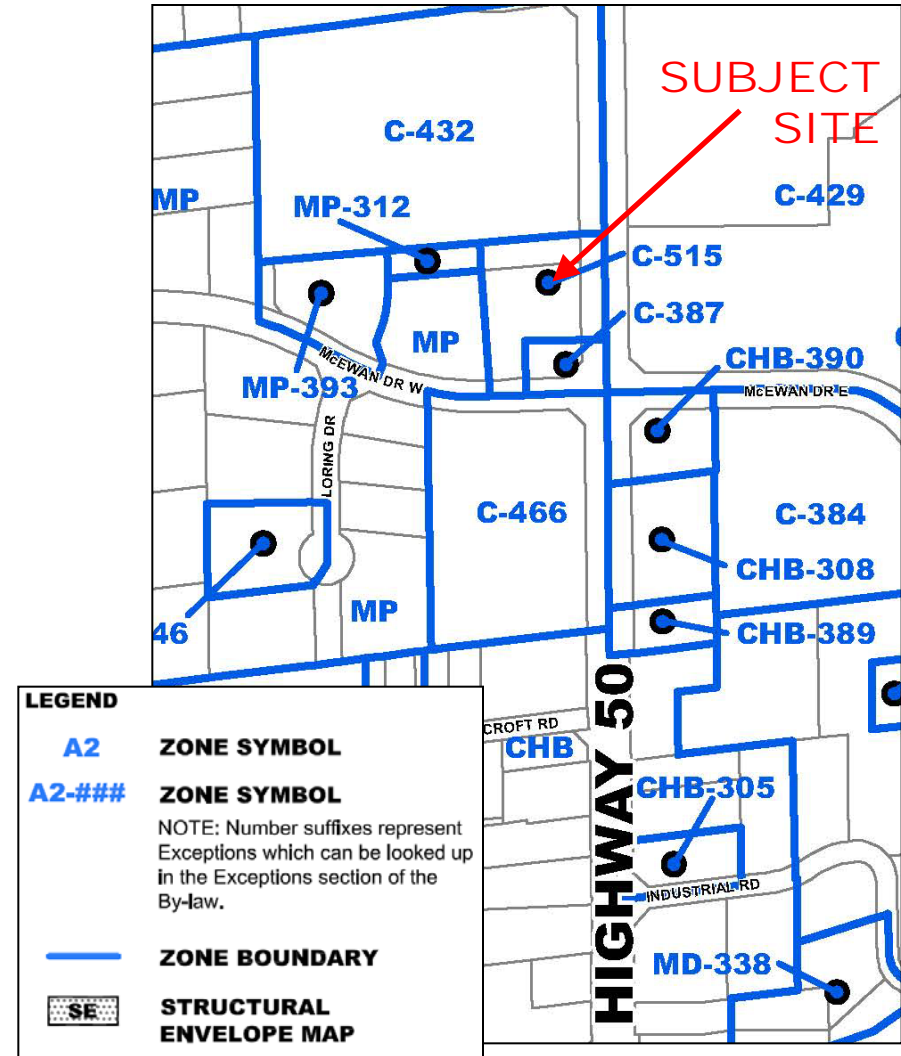 SUBJECT
SITE
C-432
C-429
MP
MP-312
C-515
C-387
MP
CHB-390
MP-393
McEWAN DR W
McEWAN DR E
LORING DR
C-466
C-384
CHB-308
MP
46
CHB-389
HIGHWAY 50
CROFT RD
CHB
CHB-305
INDUSTRIAL RD
MD-338
LEGEND
A2 ZONE SYMBOL
A2-### ZONE SYMBOL
NOTE: Number suffixes represent
Exceptions which can be looked up
in the Exceptions section of the
By-law.
ZONE BOUNDARY
SE STRUCTURAL
ENVELOPE MAP